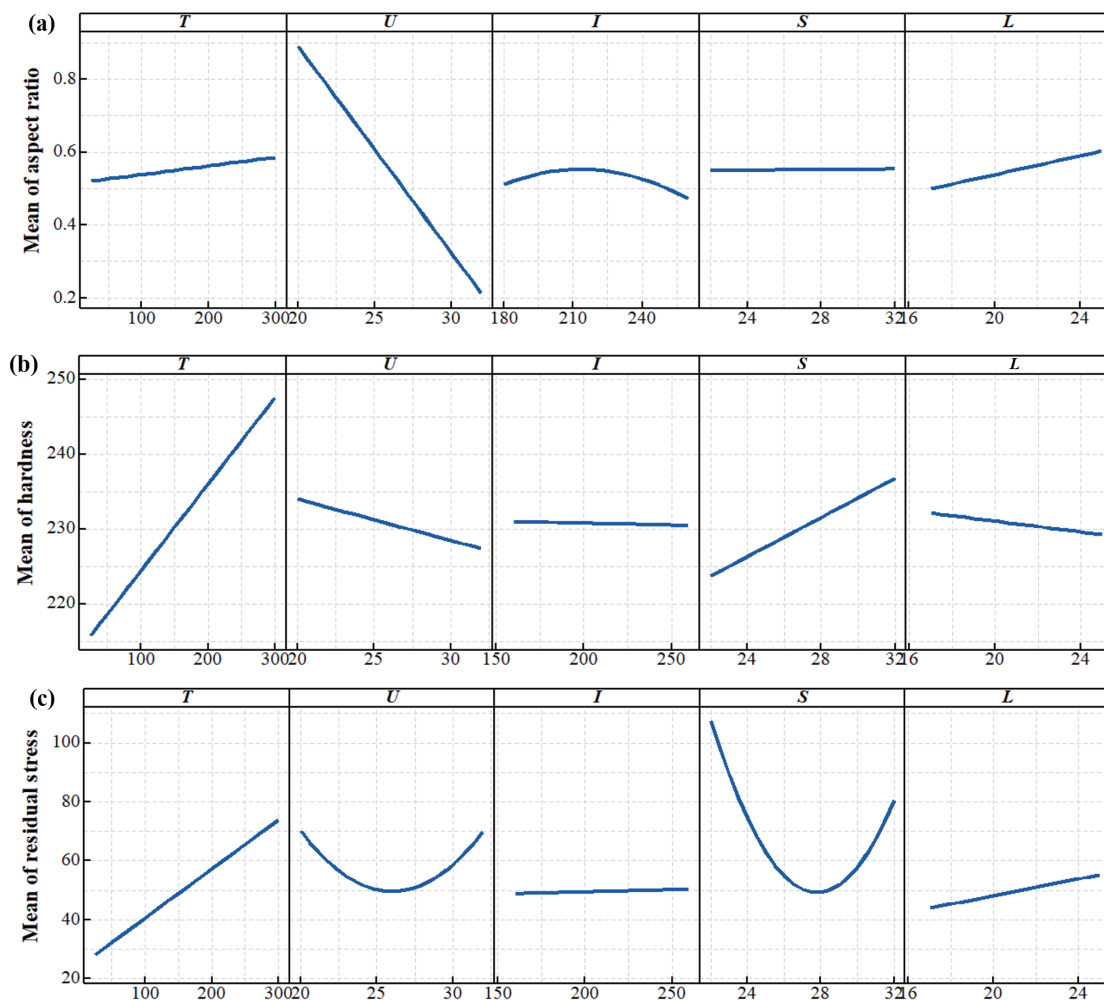 (a)
T U I S L
Mean of aspect ratio
0.8
0.6
0.4
0.2
100 200 300 20 25 30 180 210 240 24 28 32 16 20 24
(b)
T U I S L
Mean of hardness
250
240
230
220
100 200 300 20 25 30 150 200 250 24 28 32 16 20 24
(c)
T U I S L
Mean of residual stress
100
80
60
40
20
100 200 300 20 25 30 150 200 250 24 28 32 16 20 24